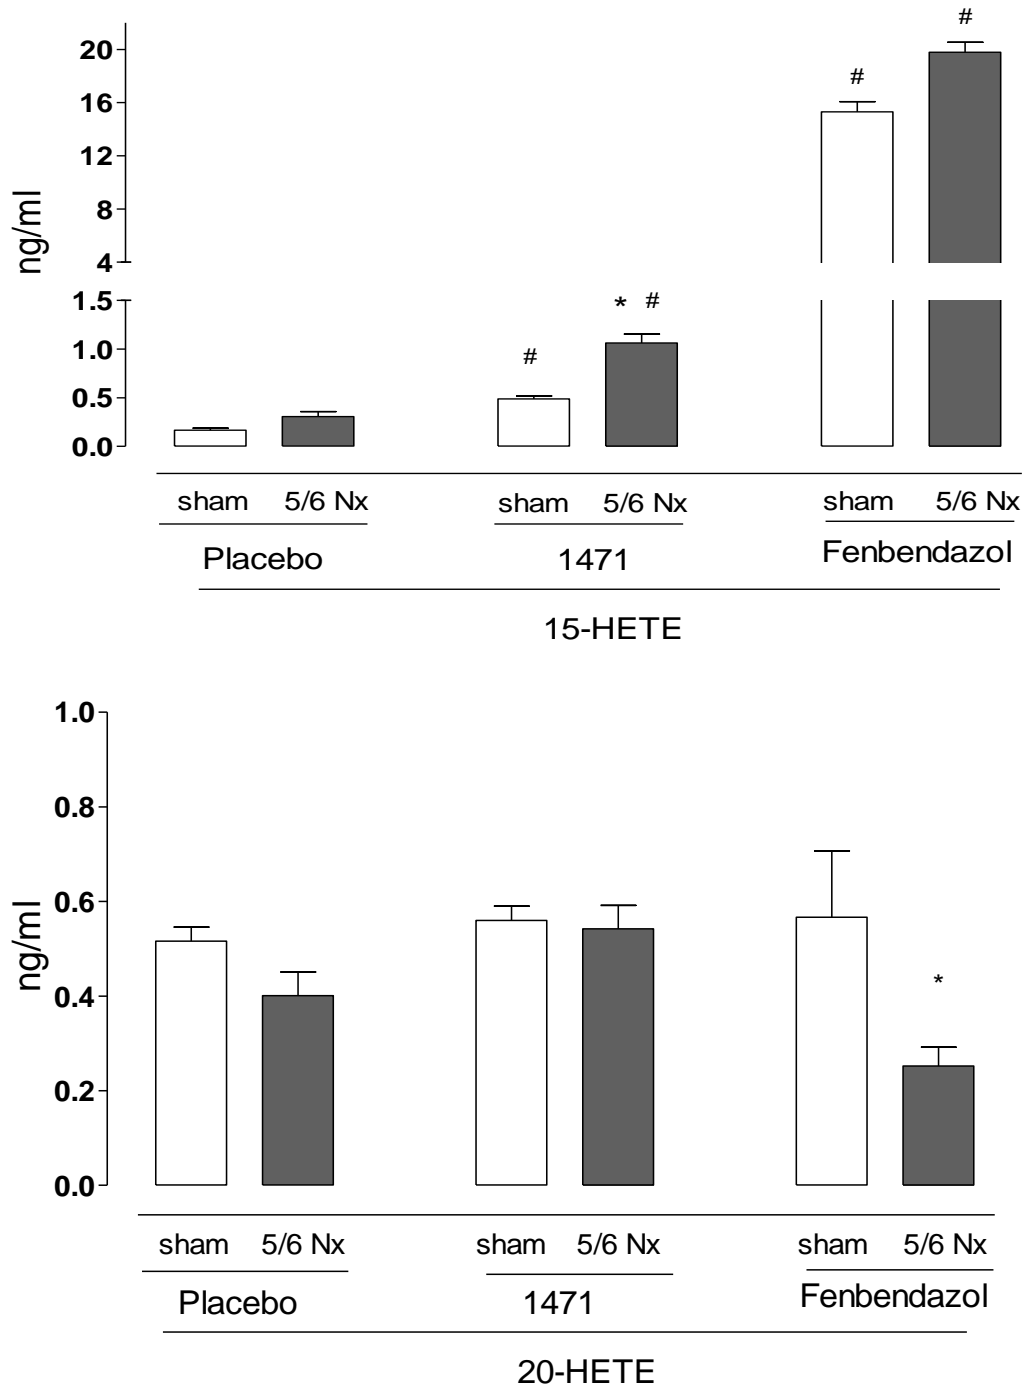 #
20
#
16
12
8
4
ng/ml
1.5
* #
1.0
#
0.5
0.0
sham 5/6 Nx sham 5/6 Nx sham 5/6 Nx
Placebo 1471 Fenbendazol
15-HETE
1.0
0.8
0.6
ng/ml
*
0.4
0.2
0.0
sham 5/6 Nx sham 5/6 Nx sham 5/6 Nx
Placebo 1471 Fenbendazol
20-HETE